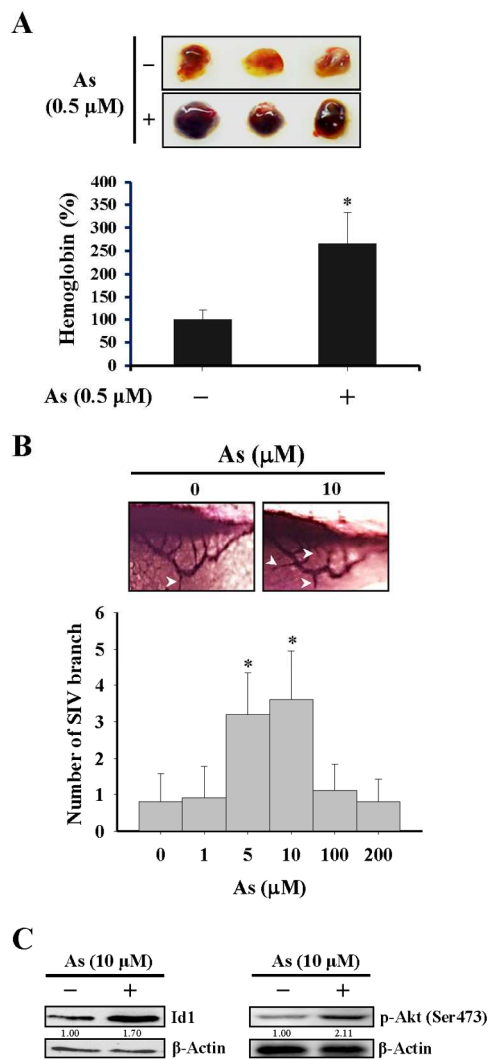 A
As
(0.5 μM)
−
+
400
350
300
250
200
150
100
50
0
Hemoglobin (%)
*
As (0.5 μM)
−
+
B
As (μM)
0
10
6
5
4
3
2
1
0
Number of SIV branch
*
*
0 1 5 10 100 200
As (μM)
C
As (10 μM)
− +
Id1
1.00 1.70
β-Actin
As (10 μM)
− +
p-Akt (Ser473)
1.00 2.11
β-Actin